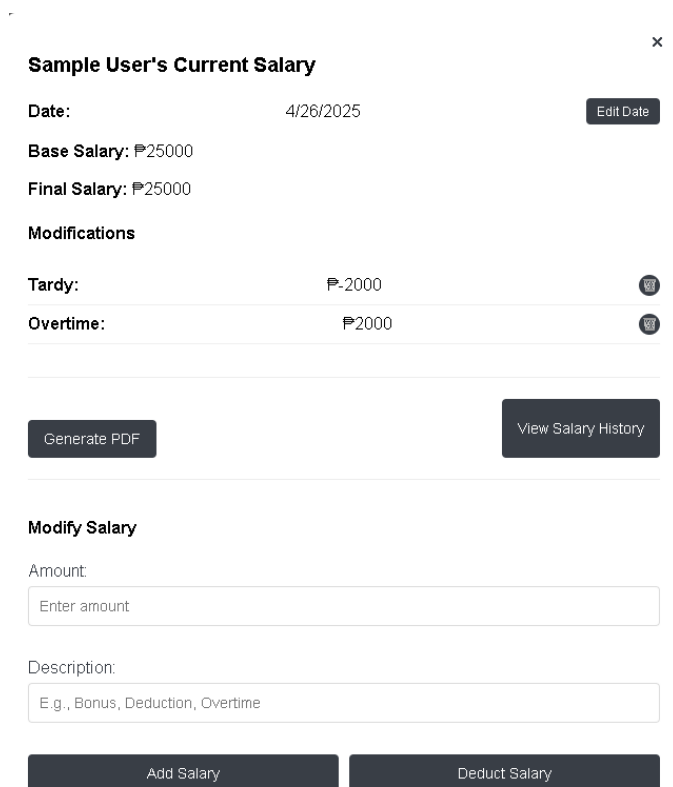 ×
Sample User's Current Salary
Date: 4/26/2025 Edit Date
Base Salary: ₱25000
Final Salary: ₱25000
Modifications
Tardy: ₱-2000
Overtime: ₱2000
Generate PDF View Salary History
Modify Salary
Amount:
Enter amount
Description:
E.g., Bonus, Deduction, Overtime
Add Salary Deduct Salary